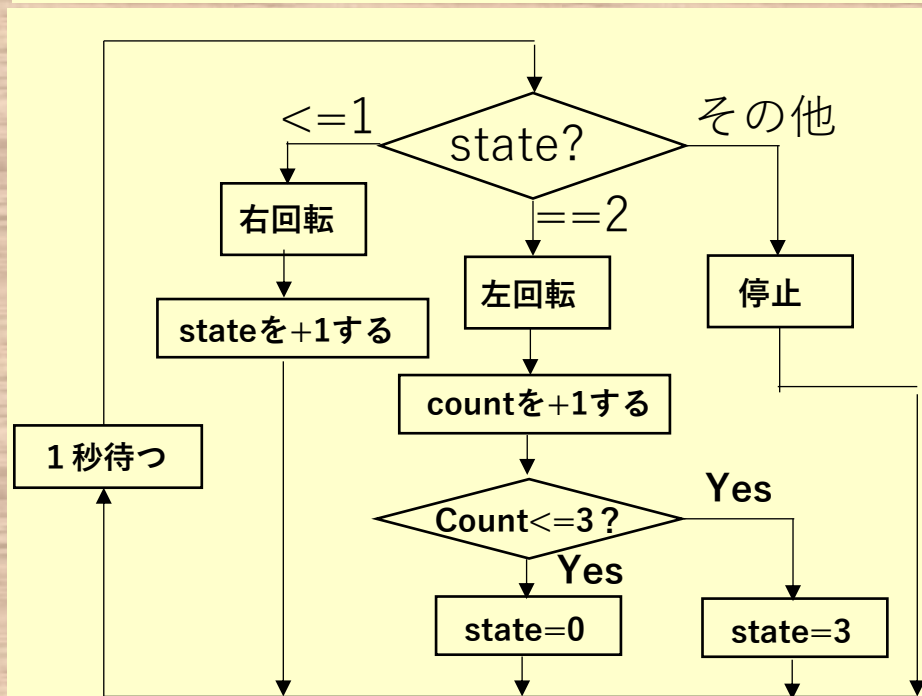 <=1
state?
その他
右回転
==2
左回転
停止
stateを+1する
countを+1する
1秒待つ
Count<=3?
Yes
Yes
state=0
state=3